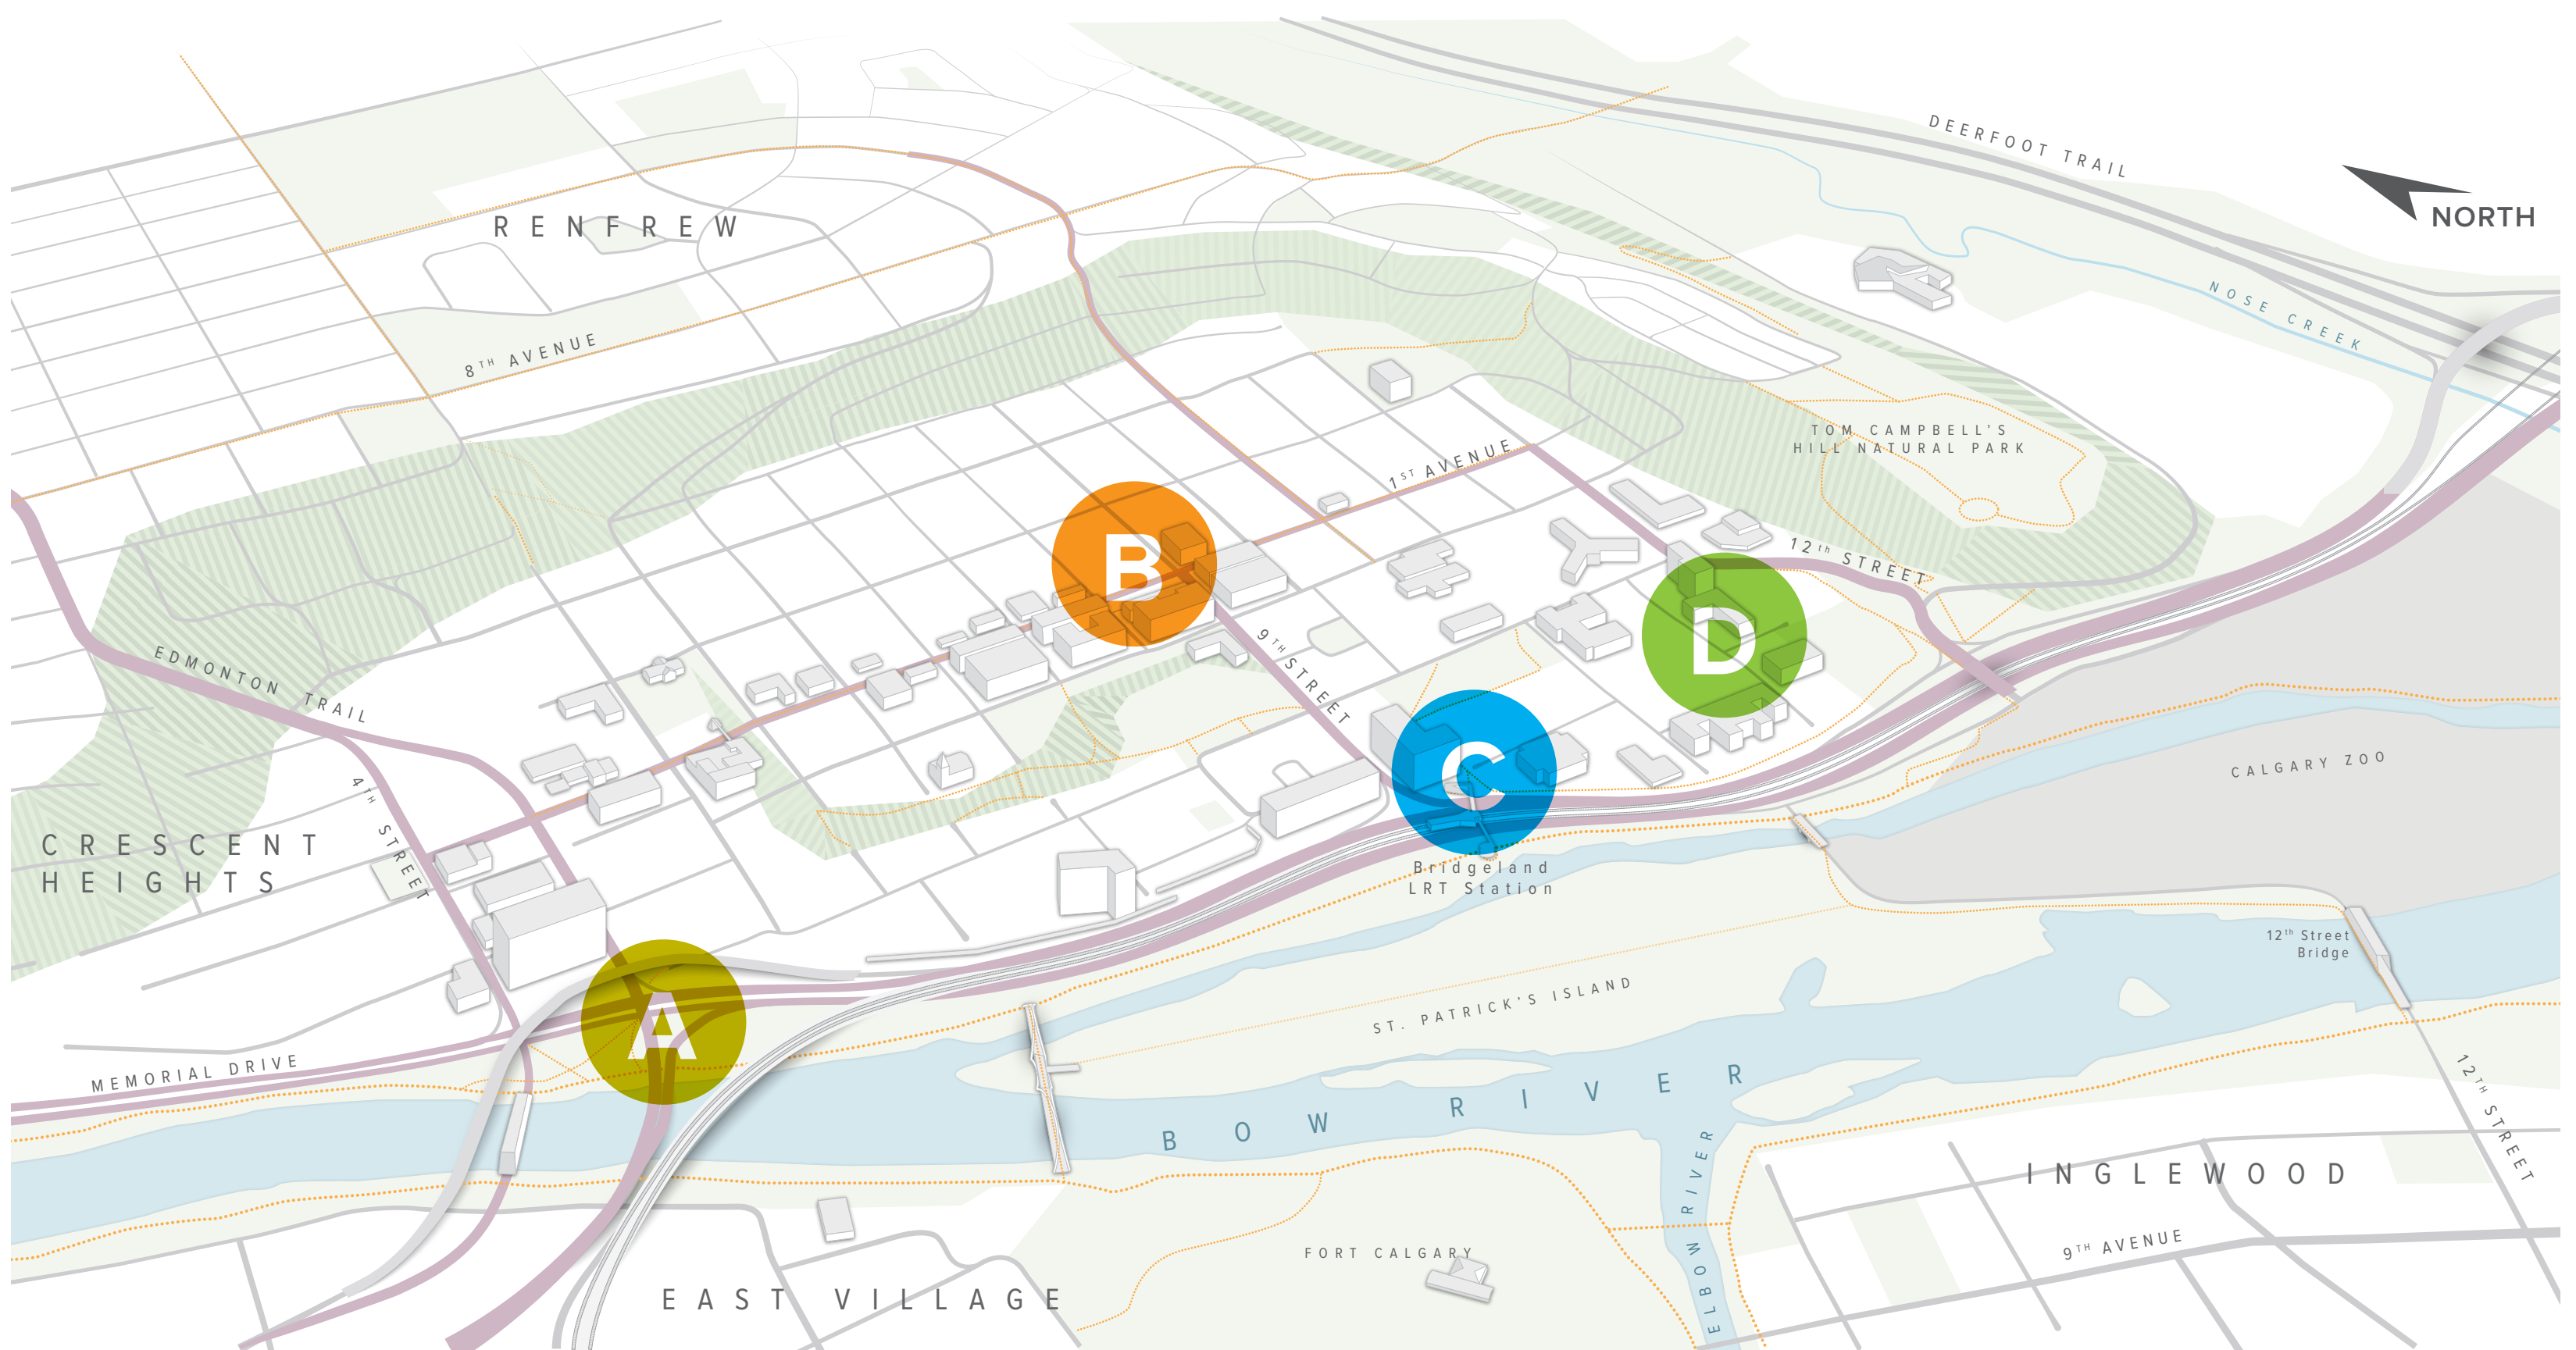 DEERFOOT TRAIL
NORTH
RENFREW
NOSE CREEK
8TH AVENUE
TOM CAMPBELL'S
HILL NATURAL PARK
1ST AVENUE
B
12th STREET
9TH STREET
D
EDMONTON TRAIL
C
CALGARY ZOO
4TH STREET
CRESCENT
HEIGHTS
Bridgeland
LRT Station
12th Street
Bridge
ST. PATRICK'S ISLAND
A
MEMORIAL DRIVE
BOW RIVER
12TH STREET
ELBOW RIVER
INGLEWOOD
9TH AVENUE
FORT CALGARY
EAST VILLAGE